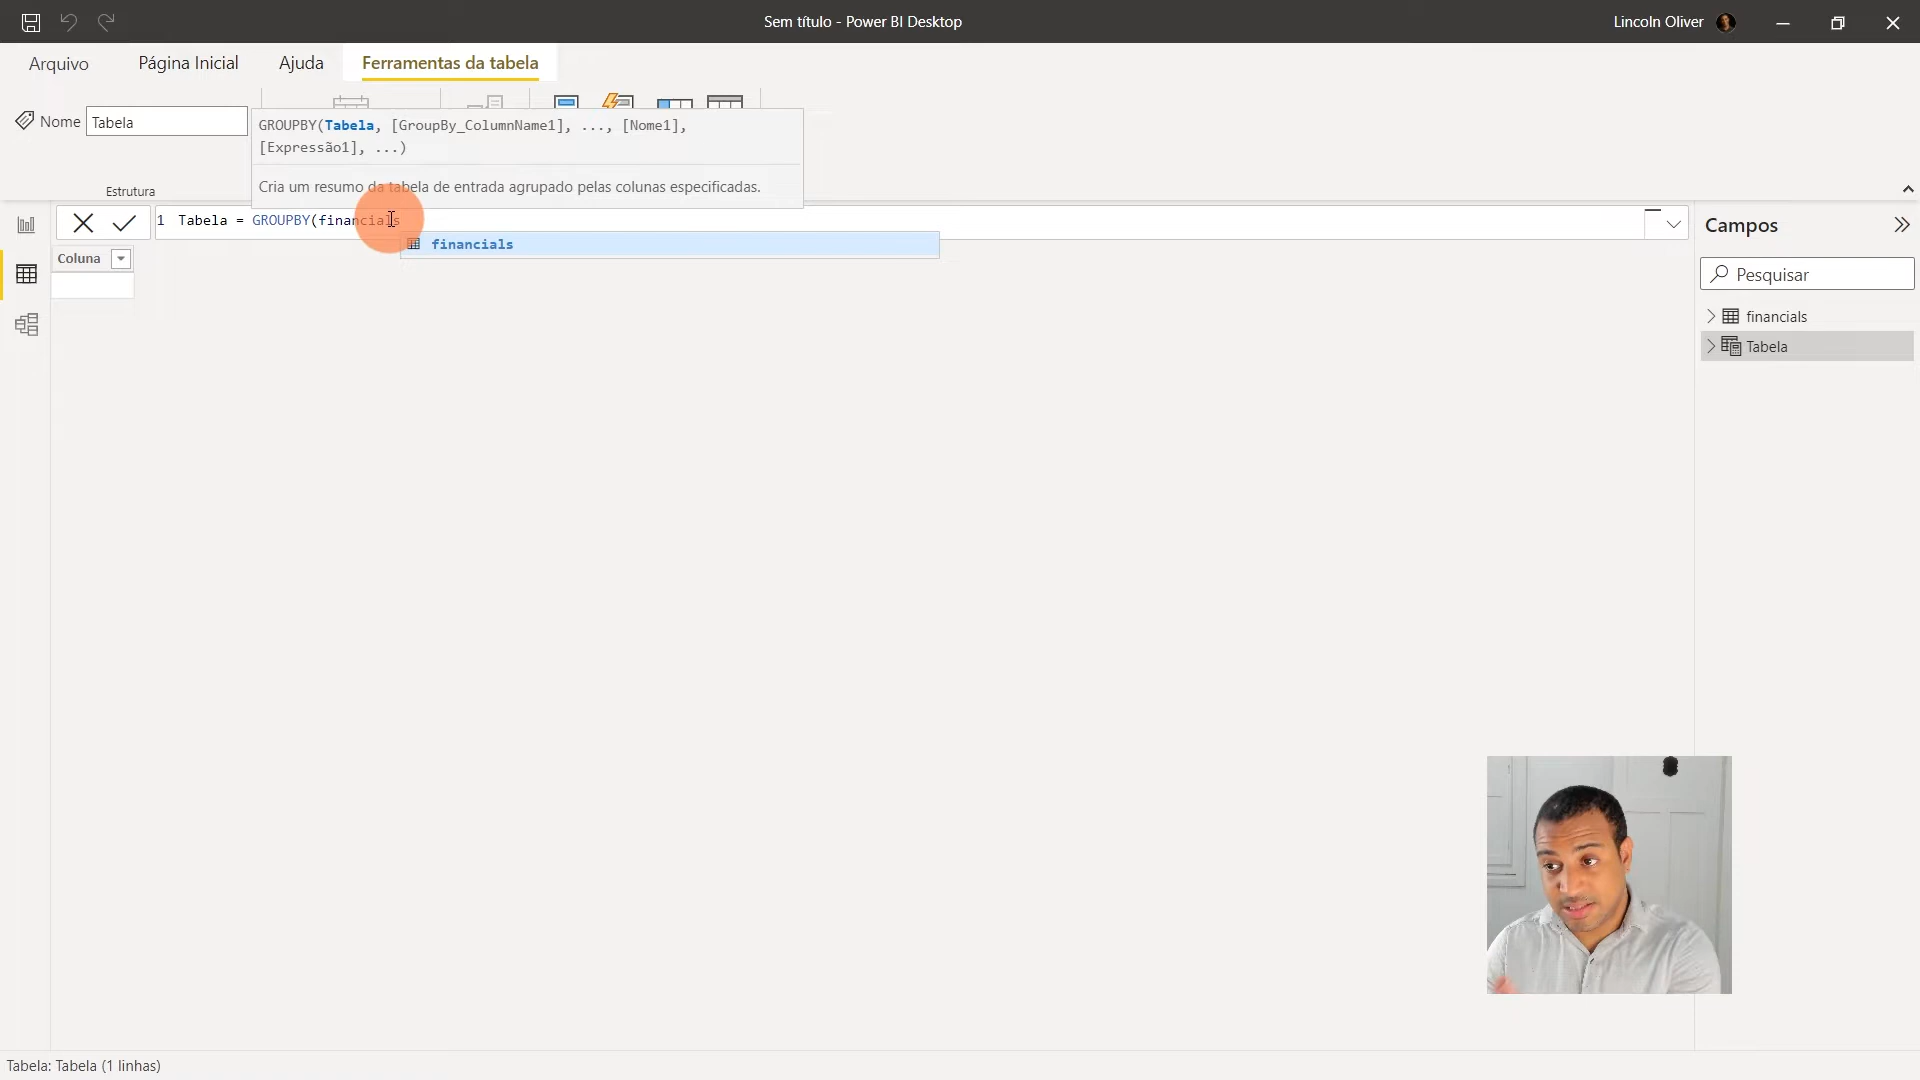 Sem título - Power BI Desktop
Lincoln Oliver
Arquivo
Página Inicial
Ajuda
Ferramentas da tabela
Nome
Tabela
GROUPBY(Tabela, [GroupBy_ColumnName1], ..., [Nome1],
[Expressão1], ...)
Cria um resumo da tabela de entrada agrupado pelas colunas especificadas.
Estrutura
1 Tabela = GROUPBY(financials
financials
Coluna
Campos
Pesquisar
financials
Tabela
Tabela: Tabela (1 linhas)